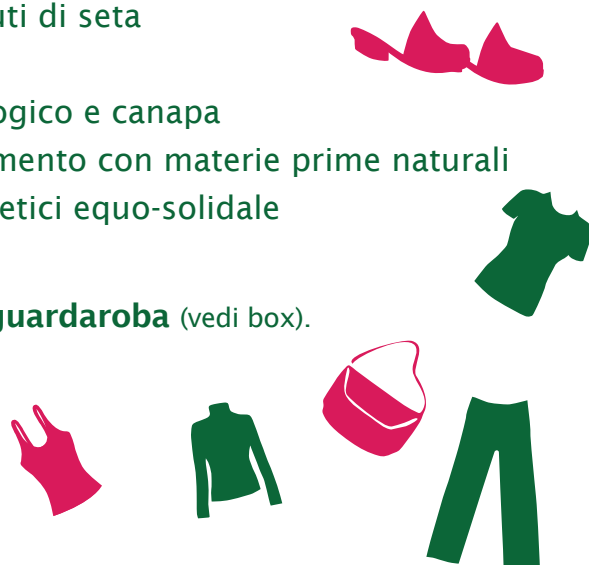 uti di seta
ogico e canapa
mento con materie prime naturali
etici equo-solidale
guardaroba (vedi box).